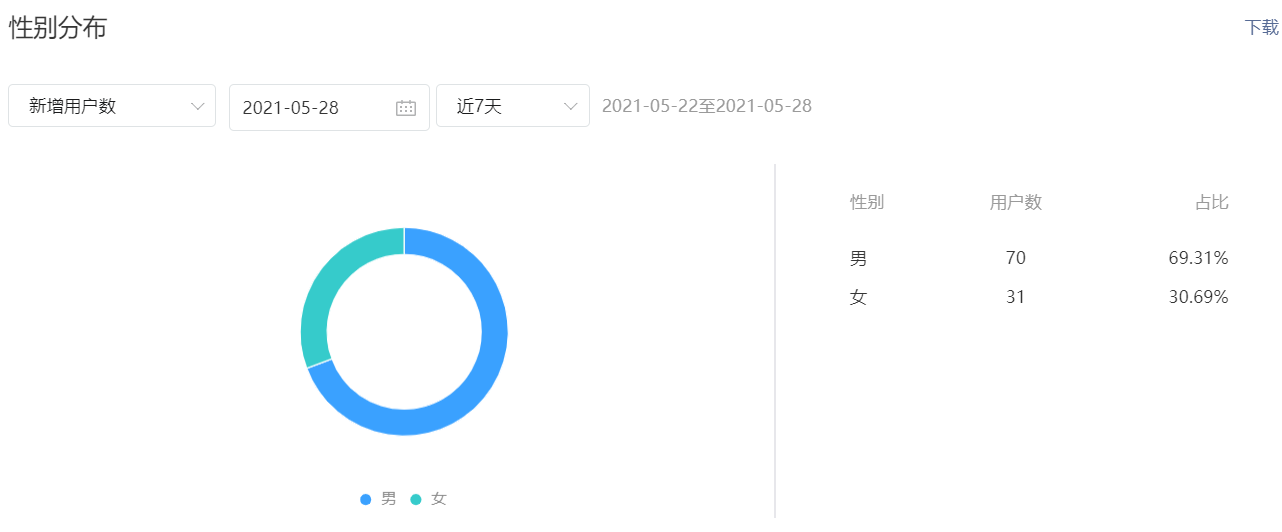 性别分布 下载
新增用户数 2021-05-28 近7天 2021-05-22至2021-05-28
性别 用户数 占比
男 70 69.31%
女 31 30.69%
男 女